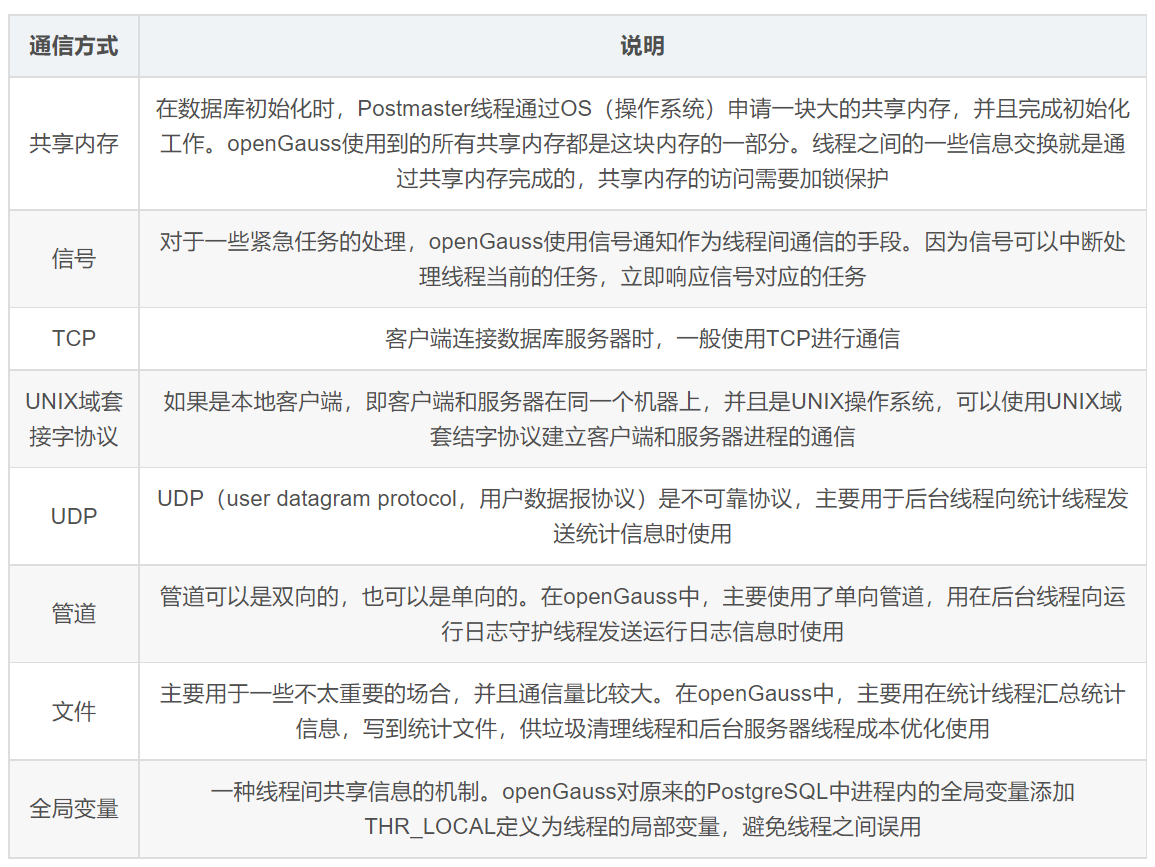 通信方式
说明
共享内存
在数据库初始化时，Postmaster线程通过OS（操作系统）申请一块大的共享内存，并且完成初始化
工作。openGauss使用到的所有共享内存都是这块内存的一部分。线程之间的一些信息交换就是通
过共享内存完成的，共享内存的访问需要加锁保护
信号
对于一些紧急任务的处理，openGauss使用信号通知作为线程间通信的手段。因为信号可以中断处
理线程当前的任务，立即响应信号对应的任务
TCP
客户端连接数据库服务器时，一般使用TCP进行通信
UNIX域套
接字协议
如果是本地客户端，即客户端和服务器在同一个机器上，并且是UNIX操作系统，可以使用UNIX域
套结字协议建立客户端和服务器进程的通信
UDP
UDP（user datagram protocol，用户数据报协议）是不可靠协议，主要用于后台线程向统计线程发
送统计信息时使用
管道
管道可以是双向的，也可以是单向的。在openGauss中，主要使用了单向管道，用在后台线程向运
行日志守护线程发送运行日志信息时使用
文件
主要用于一些不太重要的场合，并且通信量比较大。在openGauss中，主要用在统计线程汇总统计
信息，写到统计文件，供垃圾清理线程和后台服务器线程成本优化使用
全局变量
一种线程间共享信息的机制。openGauss对原来的PostgreSQL中进程内的全局变量添加
THR_LOCAL定义为线程的局部变量，避免线程之间误用